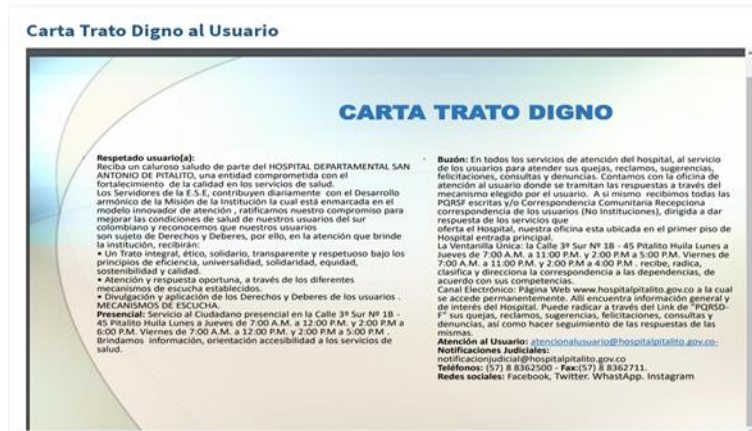 Carta Trato Digno al Usuario
CARTA TRATO DIGNO
Respetado usuario(a):
Reciba un caluroso saludo de parte del HOSPITAL DEPARTAMENTAL SAN
ANTONIO DE PITALITO, una entidad comprometida con el
fortalecimiento de la calidad en los servicios de salud.
Los Servidores de la E.S.E, contribuyen diariamente con el Desarrollo
armónico de la Misión de la Institución la cual está enmarcada en el
modelo innovador de atención , ratificamos nuestro compromiso para
mejorar las condiciones de salud de nuestros usuarios del sur
colombiano y reconocemos que nuestros usuarios
son sujeto de Derechos y Deberes, por ello, en la atención que brinde
la institución, recibirán:
• Un Trato integral, ético, solidario, transparente y respetuoso bajo los
principios de eficiencia, universalidad, solidaridad, equidad,
sostenibilidad y calidad.
• Atención y respuesta oportuna, a través de los diferentes
mecanismos de escucha establecidos.
• Divulgación y aplicación de los Derechos y Deberes de los usuarios .
MECANISMOS DE ESCUCHA.
Presencial: Servicio al Ciudadano presencial en la Calle 3ª Sur Nº 1B -
45 Pitalito Huila Lunes a Jueves de 7:00 A.M. a 12:00 P.M. y 2:00 P.M a
6:00 P.M. Viernes de 7:00 A.M. a 12:00 P.M. y 2:00 P.M a 5:00 P.M .
Brindamos información, orientación accesibilidad a los servicios de
salud.
Buzón: En todos los servicios de atención del hospital, al servicio
de los usuarios para atender sus quejas, reclamos, sugerencias,
felicitaciones, consultas y denuncias. Contamos con la oficina de
atención al usuario donde se tramitan las respuestas a través del
mecanismo elegido por el usuario. A si mismo recibimos todas las
PQRSF escritas y/o Correspondencia Comunitaria Recepciona
correspondencia de los usuarios (No Instituciones), dirigida a dar
respuesta de los servicios que
oferta el Hospital, nuestra oficina esta ubicada en el primer piso de
Hospital entrada principal.
La Ventanilla Única: la Calle 3ª Sur Nº 1B - 45 Pitalito Huila Lunes a
Jueves de 7:00 A.M. a 11:00 P.M. y 2:00 P.M a 5:00 P.M. Viernes de
7:00 A.M. a 11:00 P.M. y 2:00 P.M a 4:00 P.M . recibe, radica,
clasifica y direcciona la correspondencia a las dependencias, de
acuerdo con sus competencias.
Canal Electrónico: Página Web www.hospitalpitalito.gov.co a la cual
se accede permanentemente. Allí encuentra información general y
de interés del Hospital. Puede radicar a través del Link de "PQRSD-
F" sus quejas, reclamos, sugerencias, felicitaciones, consultas y
denuncias, así como hacer seguimiento de las respuestas de las
mismas.
Atención al Usuario: atencionalusuario@hospitalpitalito.gov.co-
Notificaciones Judiciales:
notificacionjudicial@hospitalpitalito.gov.co
Teléfonos: (57) 8 8362500 - Fax:(57) 8 8362711.
Redes sociales: Facebook, Twitter. WhastApp. Instagram